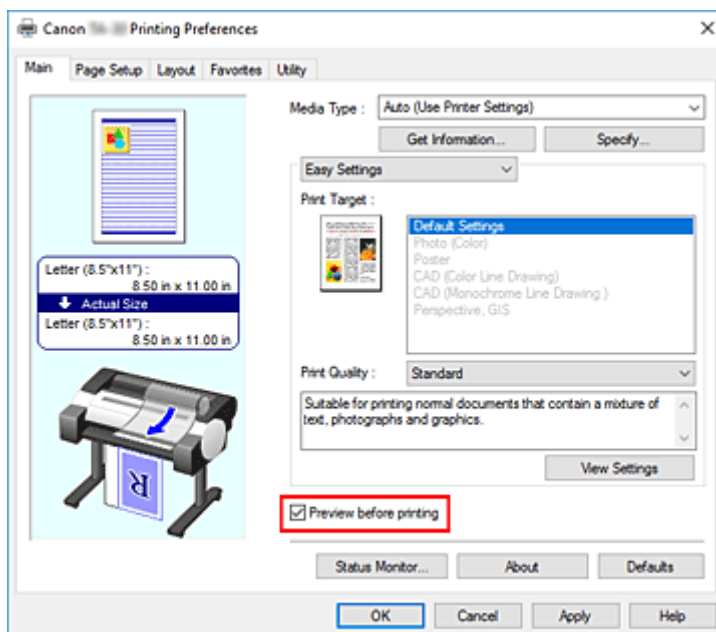 Canon Printing Preferences
Main Page Setup Layout Favorites Utility
Media Type : Auto (Use Printer Settings)
Get Information... Specify...
Easy Settings
Print Target :
Default Settings
Photo (Color)
Poster
CAD (Color Line Drawing)
CAD (Monochrome Line Drawing )
Perspective, GIS
Letter (8.5"x11") :
8.50 in x 11.00 in
Actual Size
Letter (8.5"x11") :
8.50 in x 11.00 in
R
Print Quality : Standard
Suitable for printing normal documents that contain a mixture of
text, photographs and graphics.
View Settings
Preview before printing
Status Monitor... About Defaults
OK Cancel Apply Help